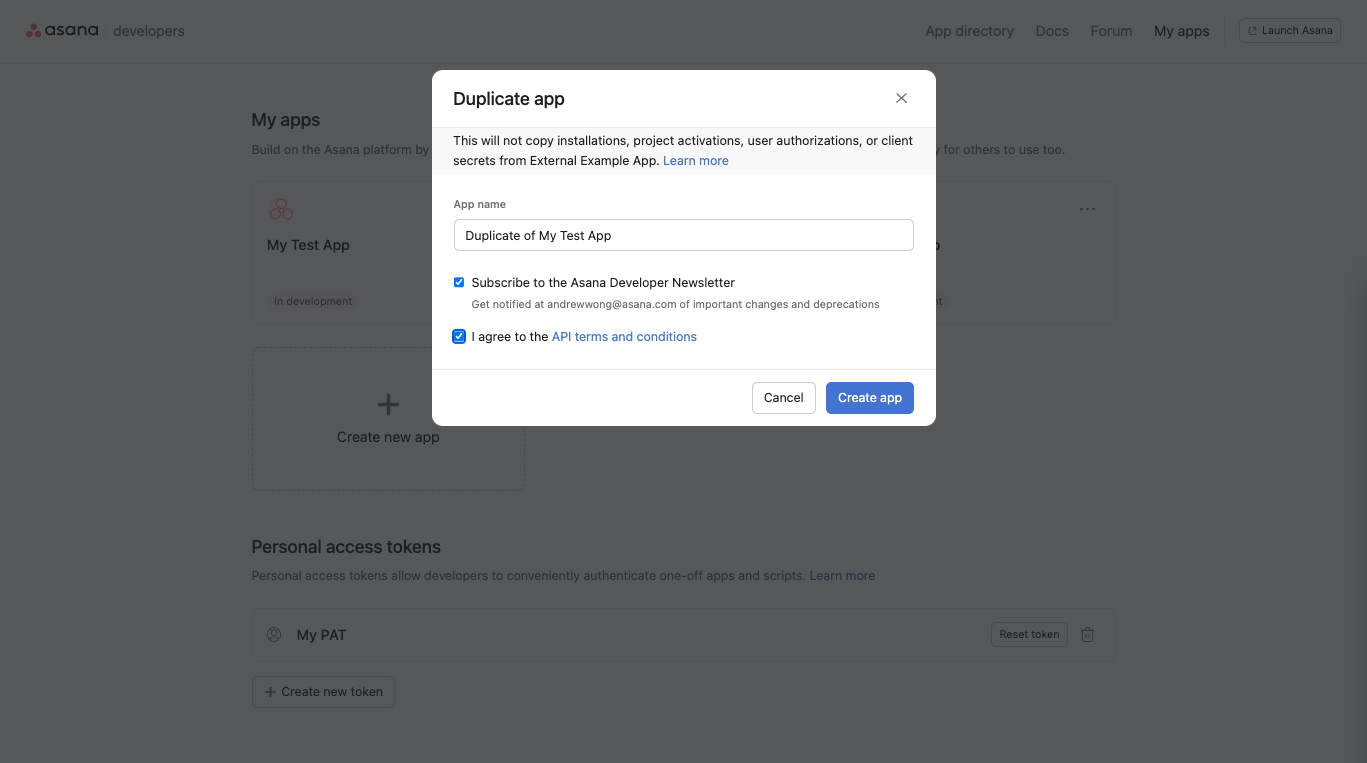 asana developers
App directory Docs Forum My apps Launch Asana
Duplicate app
This will not copy installations, project activations, user authorizations, or client
secrets from External Example App. Learn more
App name
Duplicate of My Test App
Subscribe to the Asana Developer Newsletter
Get notified at andrewwong@asana.com of important changes and deprecations
I agree to the API terms and conditions
Cancel Create app
My apps
Build on the Asana platform by
for others to use too.
My Test App
In development
Create new app
Personal access tokens
Personal access tokens allow developers to conveniently authenticate one-off apps and scripts. Learn more
My PAT Reset token
Create new token